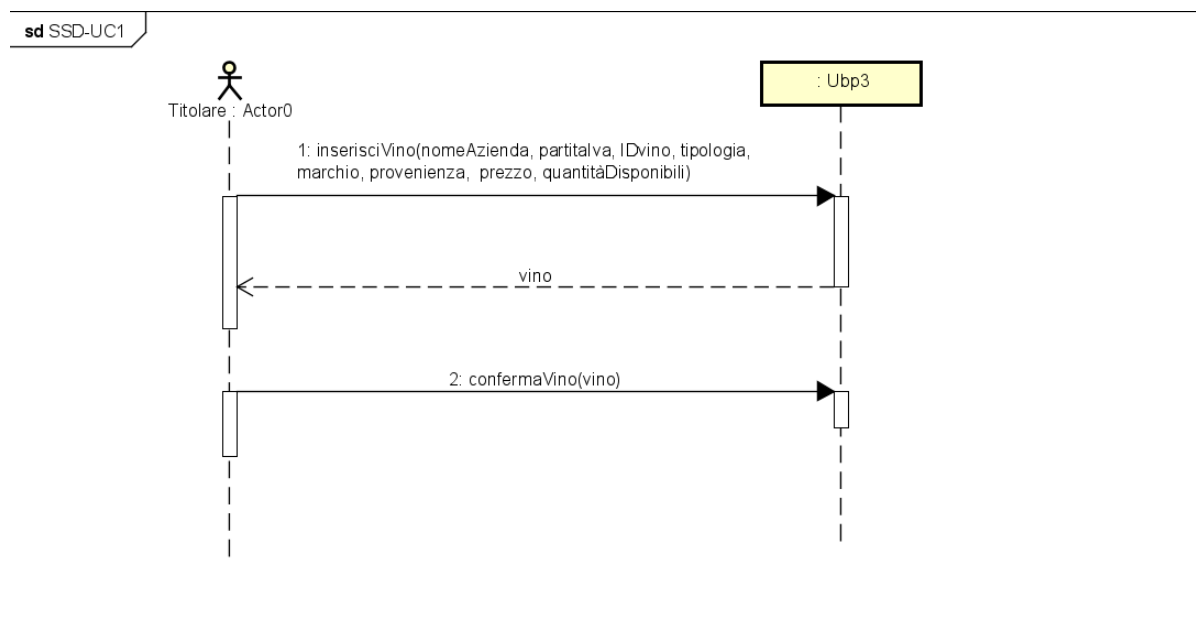 sd SSD-UC1
Titolare : Actor0
: Ubp3
1: inserisciVino(nomeAzienda, partitaIva, IDvino, tipologia,
marchio, provenienza, prezzo, quantitàDisponibili)
vino
2: confermaVino(vino)